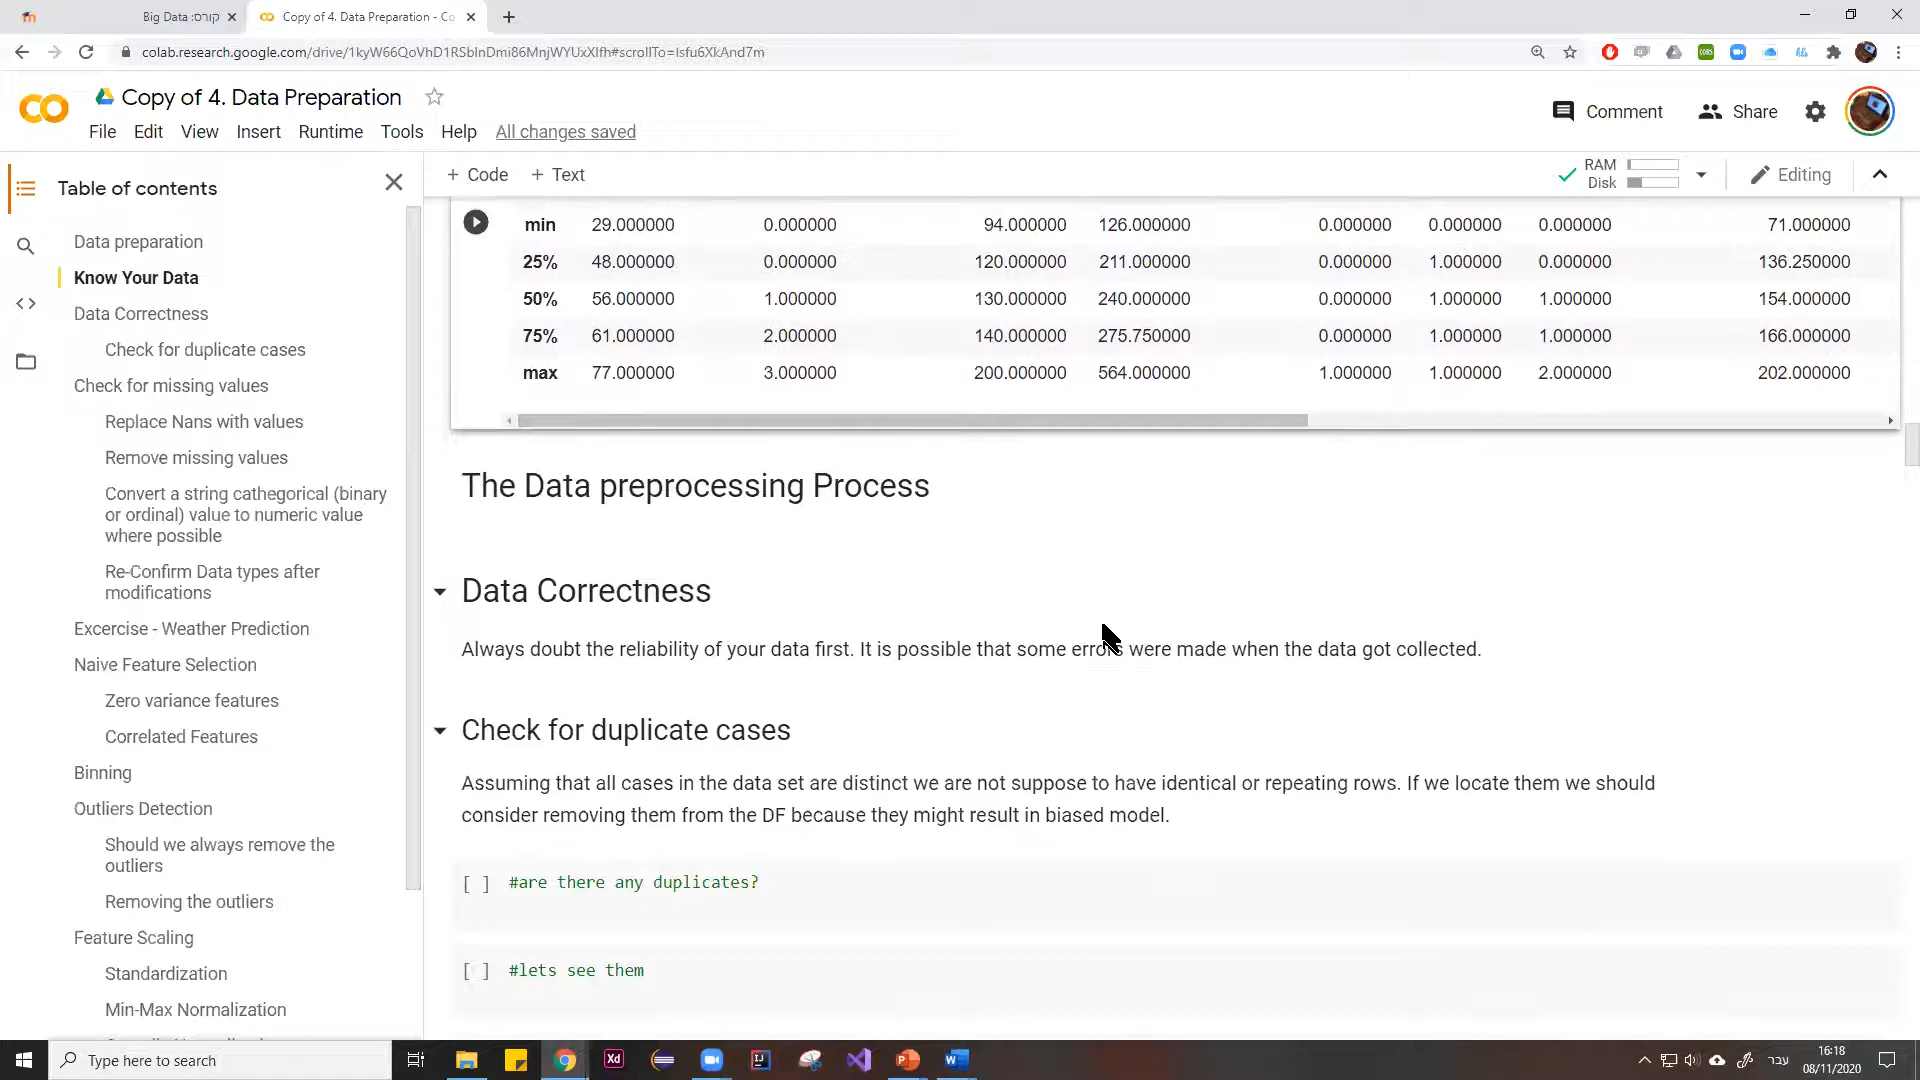 Big Data :קורס
Copy of 4. Data Preparation - Co
colab.research.google.com/drive/1kyW66QoVhD1RSbInDmi86MnjWYUxXlfh#scrollTo=Isfu6XkAnd7m
Copy of 4. Data Preparation
File Edit View Insert Runtime Tools Help All changes saved
Comment Share
Table of contents
Data preparation
Know Your Data
Data Correctness
Check for duplicate cases
Check for missing values
Replace Nans with values
Remove missing values
Convert a string cathegorical (binary
or ordinal) value to numeric value
where possible
Re-Confirm Data types after
modifications
Excercise - Weather Prediction
Naive Feature Selection
Zero variance features
Correlated Features
Binning
Outliers Detection
Should we always remove the
outliers
Removing the outliers
Feature Scaling
Standardization
Min-Max Normalization
+ Code + Text
RAM
Disk
Editing
min 29.000000 0.000000 94.000000 126.000000 0.000000 0.000000 0.000000 71.000000
25% 48.000000 0.000000 120.000000 211.000000 0.000000 1.000000 0.000000 136.250000
50% 56.000000 1.000000 130.000000 240.000000 0.000000 1.000000 1.000000 154.000000
75% 61.000000 2.000000 140.000000 275.750000 0.000000 1.000000 1.000000 166.000000
max 77.000000 3.000000 200.000000 564.000000 1.000000 1.000000 2.000000 202.000000
The Data preprocessing Process
Data Correctness
Always doubt the reliability of your data first. It is possible that some errors were made when the data got collected.
Check for duplicate cases
Assuming that all cases in the data set are distinct we are not suppose to have identical or repeating rows. If we locate them we should
consider removing them from the DF because they might result in biased model.
[ ] #are there any duplicates?
[ ] #lets see them
Type here to search
עבר
16:18
08/11/2020